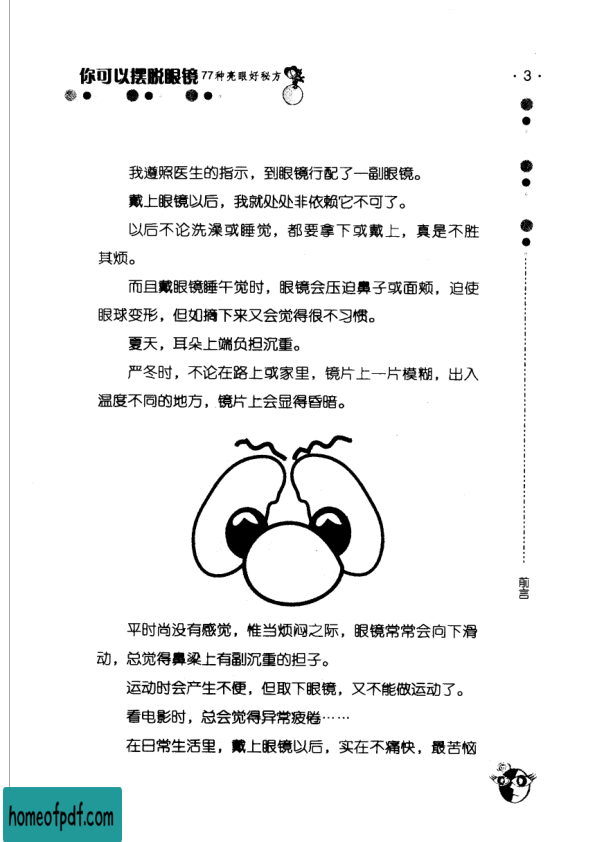 你可以摆脱眼镜 77种亮眼好秘方
·3·
我遵照医生的指示，到眼镜行配了一副眼镜。
戴上眼镜以后，我就处处非依赖它不可了。
以后不论洗澡或睡觉，都要拿下或戴上，真是不胜
其烦。
而且戴眼镜睡午觉时，眼镜会压迫鼻子或面颊，迫使
眼球变形，但如摘下来又会觉得很不习惯。
夏天，耳朵上端负担沉重。
严冬时，不论在路上或家里，镜片上一片模糊，出入
温度不同的地方，镜片上会显得昏暗。
前言
平时尚没有感觉，惟当烦闷之际，眼镜常常会向下滑
动，总觉得鼻梁上有副沉重的担子。
运动时会产生不便，但取下眼镜，又不能做运动了。
看电影时，总会觉得异常疲倦……
在日常生活里，戴上眼镜以后，实在不痛快，最苦恼
homeofpdf.com